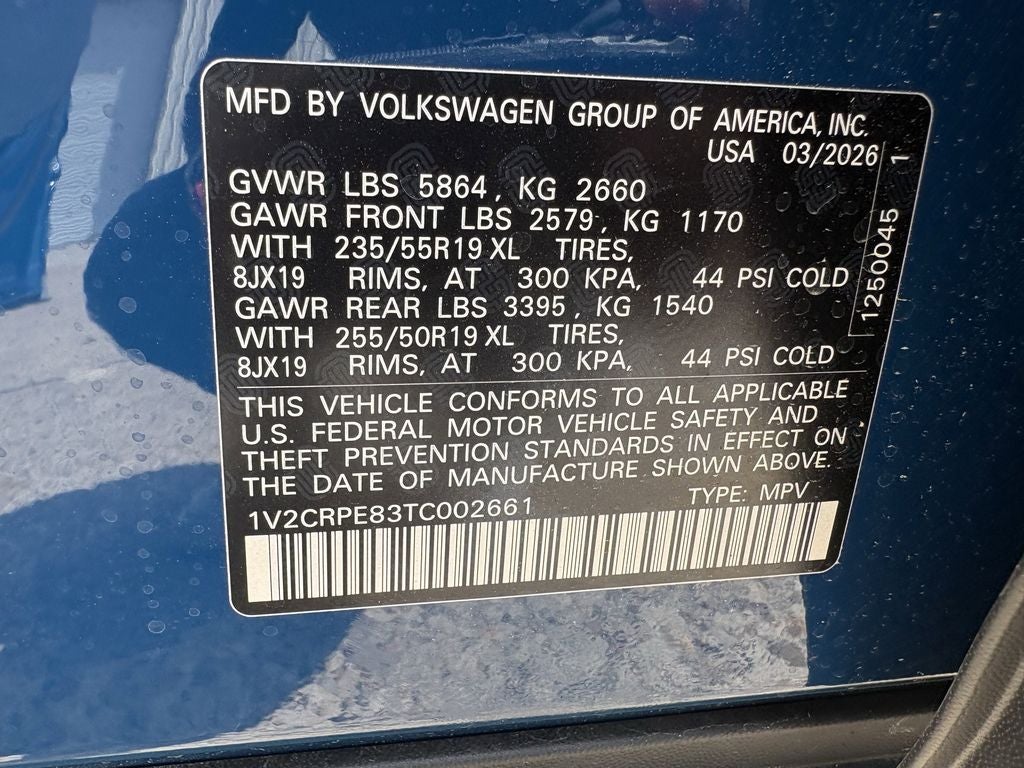 MFD BY VOLKSWAGEN GROUP OF AMERICA, INC.
USA 03/2026
GVWR LBS 5864, KG 2660
GAWR FRONT LBS 2579, KG 1170
WITH 235/55R19 XL TIRES,
8JX19 RIMS, AT 300 KPA, 44 PSI COLD
GAWR REAR LBS 3395, KG 1540
WITH 255/50R19 XL TIRES,
8JX19 RIMS, AT 300 KPA, 44 PSI COLD
THIS VEHICLE CONFORMS TO ALL APPLICABLE
U.S. FEDERAL MOTOR VEHICLE SAFETY AND
THEFT PREVENTION STANDARDS IN EFFECT ON
THE DATE OF MANUFACTURE SHOWN ABOVE.
1V2CRPE83TC002661 TYPE: MPV
1250045 1